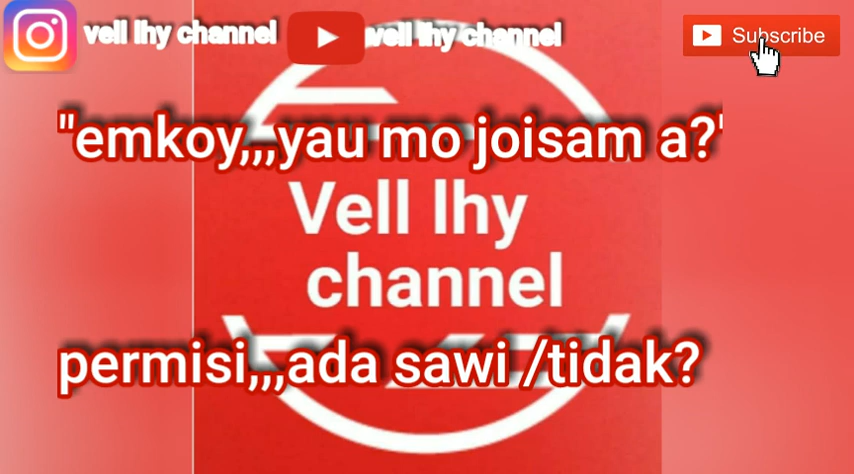 vell lhy channel
vell lhy channel
Subscribe
"emkoy,,,yau mo joisam a?"
Vell lhy
channel
permisi,,,ada sawi /tidak?